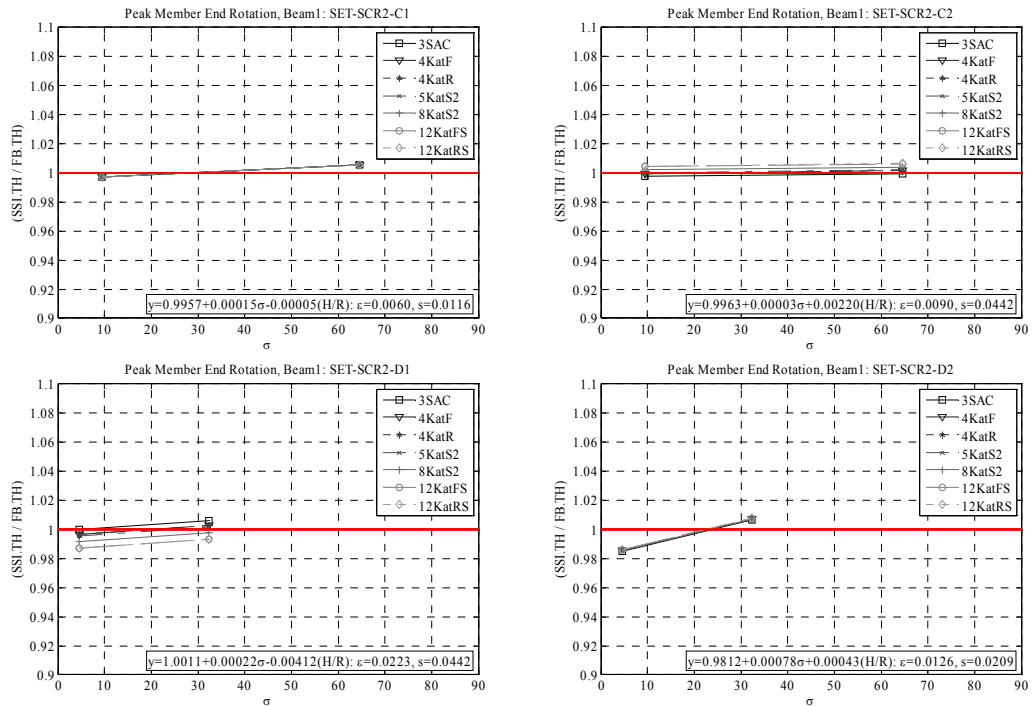 Peak Member End Rotation, Beam1: SET-SCR2-C1
(SSI.TH / FB.TH)
1.1
1.08
1.06
1.04
1.02
1
0.98
0.96
0.94
0.92
0.9
3SAC
4KatF
4KatR
5KatS2
8KatS2
12KatFS
12KatRS
y=0.9957+0.00015σ-0.00005(H/R): ε=0.0060, s=0.0116
0 10 20 30 40 50 60 70 80 90
σ
Peak Member End Rotation, Beam1: SET-SCR2-C2
(SSI.TH / FB.TH)
1.1
1.08
1.06
1.04
1.02
1
0.98
0.96
0.94
0.92
0.9
3SAC
4KatF
4KatR
5KatS2
8KatS2
12KatFS
12KatRS
y=0.9963+0.00003σ+0.00220(H/R): ε=0.0090, s=0.0442
0 10 20 30 40 50 60 70 80 90
σ
Peak Member End Rotation, Beam1: SET-SCR2-D1
(SSI.TH / FB.TH)
1.1
1.08
1.06
1.04
1.02
1
0.98
0.96
0.94
0.92
0.9
3SAC
4KatF
4KatR
5KatS2
8KatS2
12KatFS
12KatRS
y=1.0011+0.00022σ-0.00412(H/R): ε=0.0223, s=0.0442
0 10 20 30 40 50 60 70 80 90
σ
Peak Member End Rotation, Beam1: SET-SCR2-D2
(SSI.TH / FB.TH)
1.1
1.08
1.06
1.04
1.02
1
0.98
0.96
0.94
0.92
0.9
3SAC
4KatF
4KatR
5KatS2
8KatS2
12KatFS
12KatRS
y=0.9812+0.00078σ+0.00043(H/R): ε=0.0126, s=0.0209
0 10 20 30 40 50 60 70 80 90
σ